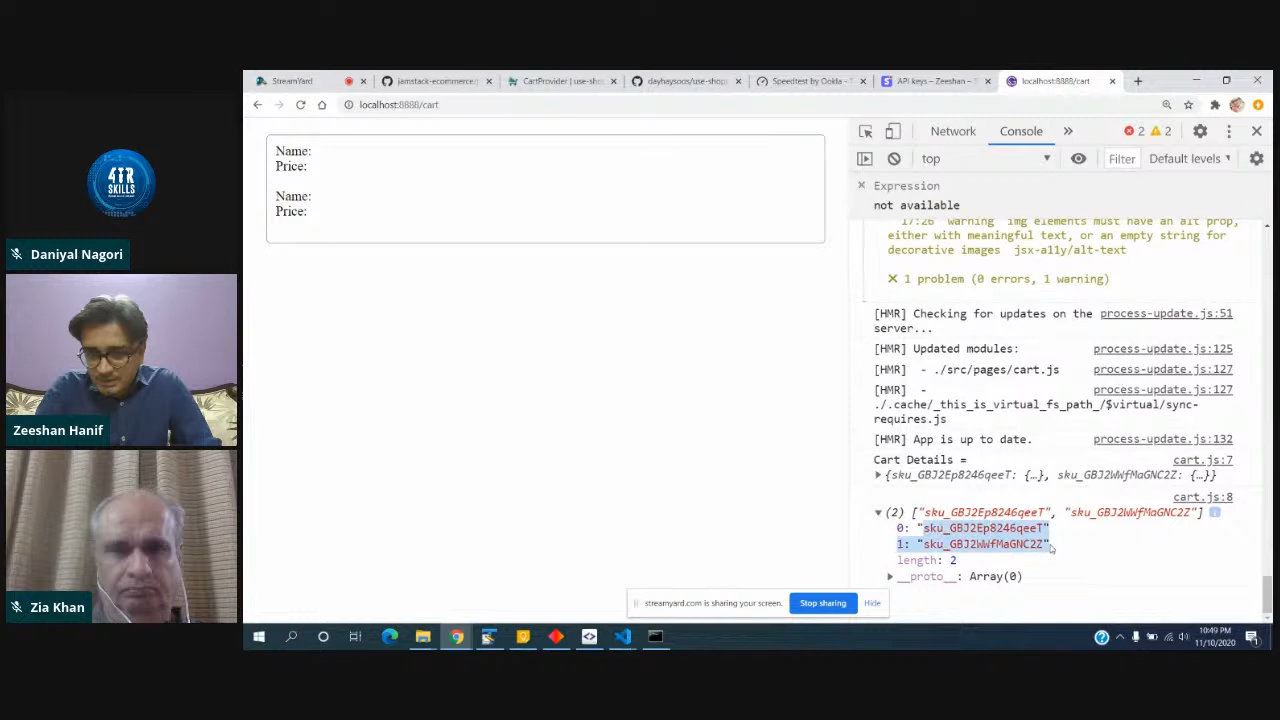 StreamYard
jamstack-ecommerce
CartProvider | use-sho
dayhaysoos/use-shop
Speedtest by Ookla -
API keys – Zeeshan –
localhost:8888/cart
localhost:8888/cart
Name:
Price:
Name:
Price:
Network
Console
2
2
top
Filter
Default levels
Expression
not available
17:26 warning img elements must have an alt prop,
either with meaningful text, or an empty string for
decorative images jsx-a11y/alt-text
✕ 1 problem (0 errors, 1 warning)
[HMR] Checking for updates on the process-update.js:51
server...
[HMR] Updated modules: process-update.js:125
[HMR] - ./src/pages/cart.js process-update.js:127
[HMR] - process-update.js:127
./.cache/_this_is_virtual_fs_path_/$virtual/sync-
requires.js
[HMR] App is up to date. process-update.js:132
Cart Details = cart.js:7
{sku_GBJ2Ep8246qeeT: {…}, sku_GBJ2WWfMaGNC2Z: {…}}
cart.js:8
(2) ["sku_GBJ2Ep8246qeeT", "sku_GBJ2WWfMaGNC2Z"]
0: "sku_GBJ2Ep8246qeeT"
1: "sku_GBJ2WWfMaGNC2Z"
length: 2
__proto__: Array(0)
streamyard.com is sharing your screen.
Stop sharing
Hide
10:49 PM
11/10/2020
4IR
SKILLS
Daniyal Nagori
Zeeshan Hanif
Zia Khan